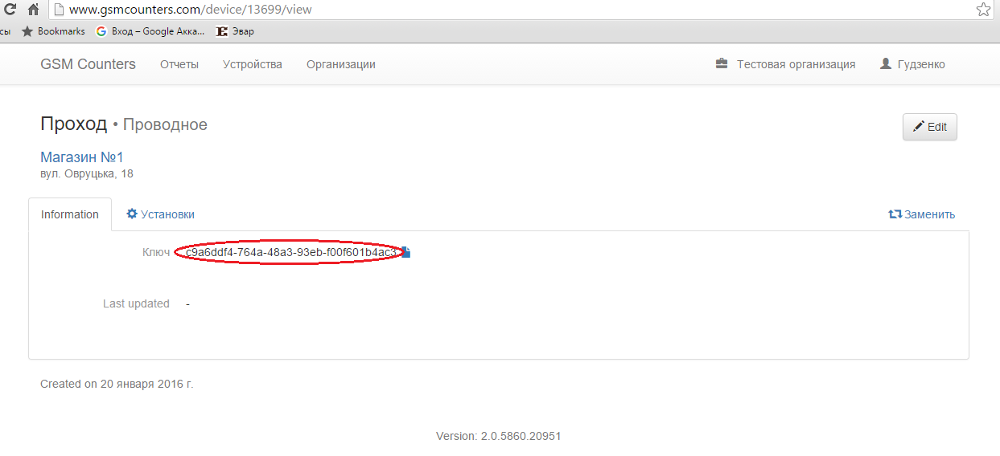 www.gsmcounters.com/device/13699/view
сы Bookmarks Вход – Google Акка... Эвар
GSM Counters Отчеты Устройства Организации Тестовая организация Гудзенко
Проход • Проводное
Edit
Магазин №1
вул. Овруцька, 18
Information Установки Заменить
Ключ c9a6ddf4-764a-48a3-93eb-f00f601b4ac3
Last updated -
Created on 20 января 2016 г.
Version: 2.0.5860.20951